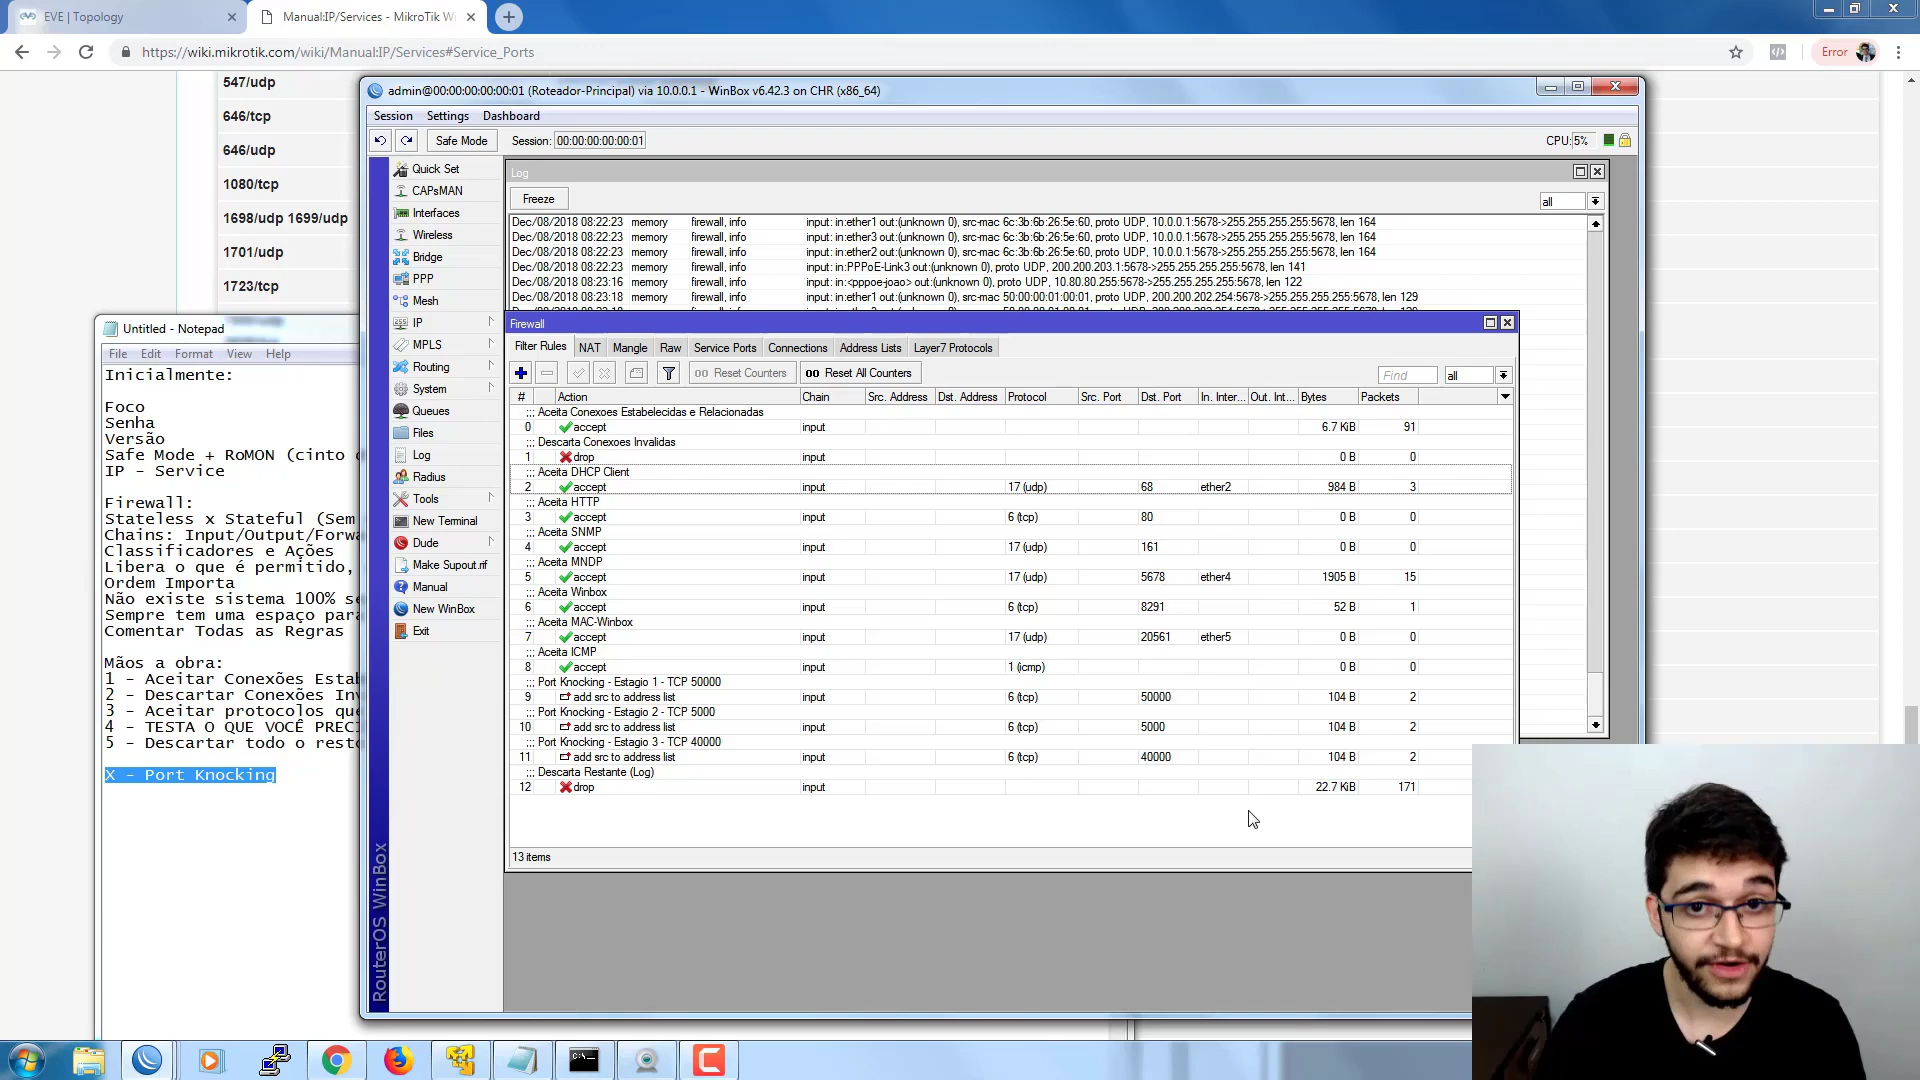 EVE | Topology
Manual:IP/Services - MikroTik Wi
https://wiki.mikrotik.com/wiki/Manual:IP/Services#Service_Ports
Error
547/udp
646/tcp
646/udp
1080/tcp
1698/udp 1699/udp
1701/udp
1723/tcp
Untitled - Notepad
File Edit Format View Help
Inicialmente:
Foco
Senha
Versão
Safe Mode + RoMON (cinto
IP - Service
Firewall:
Stateless x Stateful (Sem
Chains: Input/Output/Forw
Classificadores e Ações
Libera o que é permitido,
Ordem Importa
Não existe sistema 100% se
Sempre tem uma espaço para
Comentar Todas as Regras
Mãos a obra:
1 - Aceitar Conexões Estab
2 - Descartar Conexões Inv
3 - Aceitar protocolos que
4 - TESTA O QUE VOCÊ PRECI
5 - Descartar todo o resto
X - Port Knocking
admin@00:00:00:00:00:01 (Roteador-Principal) via 10.0.0.1 - WinBox v6.42.3 on CHR (x86_64)
Session Settings Dashboard
Safe Mode Session: 00:00:00:00:00:01 CPU: 5%
Quick Set
CAPsMAN
Interfaces
Wireless
Bridge
PPP
Mesh
IP
MPLS
Routing
System
Queues
Files
Log
Radius
Tools
New Terminal
Dude
Make Supout.rif
Manual
New WinBox
Exit
RouterOS WinBox
Log
Freeze all
Dec/08/2018 08:22:23 memory firewall, info input: in:ether1 out:(unknown 0), src-mac 6c:3b:6b:26:5e:60, proto UDP, 10.0.0.1:5678->255.255.255.255:5678, len 164
Dec/08/2018 08:22:23 memory firewall, info input: in:ether3 out:(unknown 0), src-mac 6c:3b:6b:26:5e:60, proto UDP, 10.0.0.1:5678->255.255.255.255:5678, len 164
Dec/08/2018 08:22:23 memory firewall, info input: in:ether2 out:(unknown 0), src-mac 6c:3b:6b:26:5e:60, proto UDP, 10.0.0.1:5678->255.255.255.255:5678, len 164
Dec/08/2018 08:22:23 memory firewall, info input: in:PPPoE-Link3 out:(unknown 0), proto UDP, 200.200.203.1:5678->255.255.255.255:5678, len 141
Dec/08/2018 08:23:16 memory firewall, info input: in:<pppoe-joao> out:(unknown 0), proto UDP, 10.80.80.255:5678->255.255.255.255:5678, len 122
Dec/08/2018 08:23:18 memory firewall, info input: in:ether1 out:(unknown 0), src-mac 50:00:00:01:00:01, proto UDP, 200.200.202.254:5678->255.255.255.255:5678, len 129
Firewall
Filter Rules NAT Mangle Raw Service Ports Connections Address Lists Layer7 Protocols
00 Reset Counters 00 Reset All Counters Find all
# Action Chain Src. Address Dst. Address Protocol Src. Port Dst. Port In. Inter... Out. Int... Bytes Packets
;;; Aceita Conexoes Estabelecidas e Relacionadas
0 accept input 6.7 KiB 91
;;; Descarta Conexoes Invalidas
1 drop input 0 B 0
;;; Aceita DHCP Client
2 accept input 17 (udp) 68 ether2 984 B 3
;;; Aceita HTTP
3 accept input 6 (tcp) 80 0 B 0
;;; Aceita SNMP
4 accept input 17 (udp) 161 0 B 0
;;; Aceita MNDP
5 accept input 17 (udp) 5678 ether4 1905 B 15
;;; Aceita Winbox
6 accept input 6 (tcp) 8291 52 B 1
;;; Aceita MAC-Winbox
7 accept input 17 (udp) 20561 ether5 0 B 0
;;; Aceita ICMP
8 accept input 1 (icmp) 0 B 0
;;; Port Knocking - Estagio 1 - TCP 50000
9 add src to address list input 6 (tcp) 50000 104 B 2
;;; Port Knocking - Estagio 2 - TCP 5000
10 add src to address list input 6 (tcp) 5000 104 B 2
;;; Port Knocking - Estagio 3 - TCP 40000
11 add src to address list input 6 (tcp) 40000 104 B 2
;;; Descarta Restante (Log)
12 drop input 22.7 KiB 171
13 items